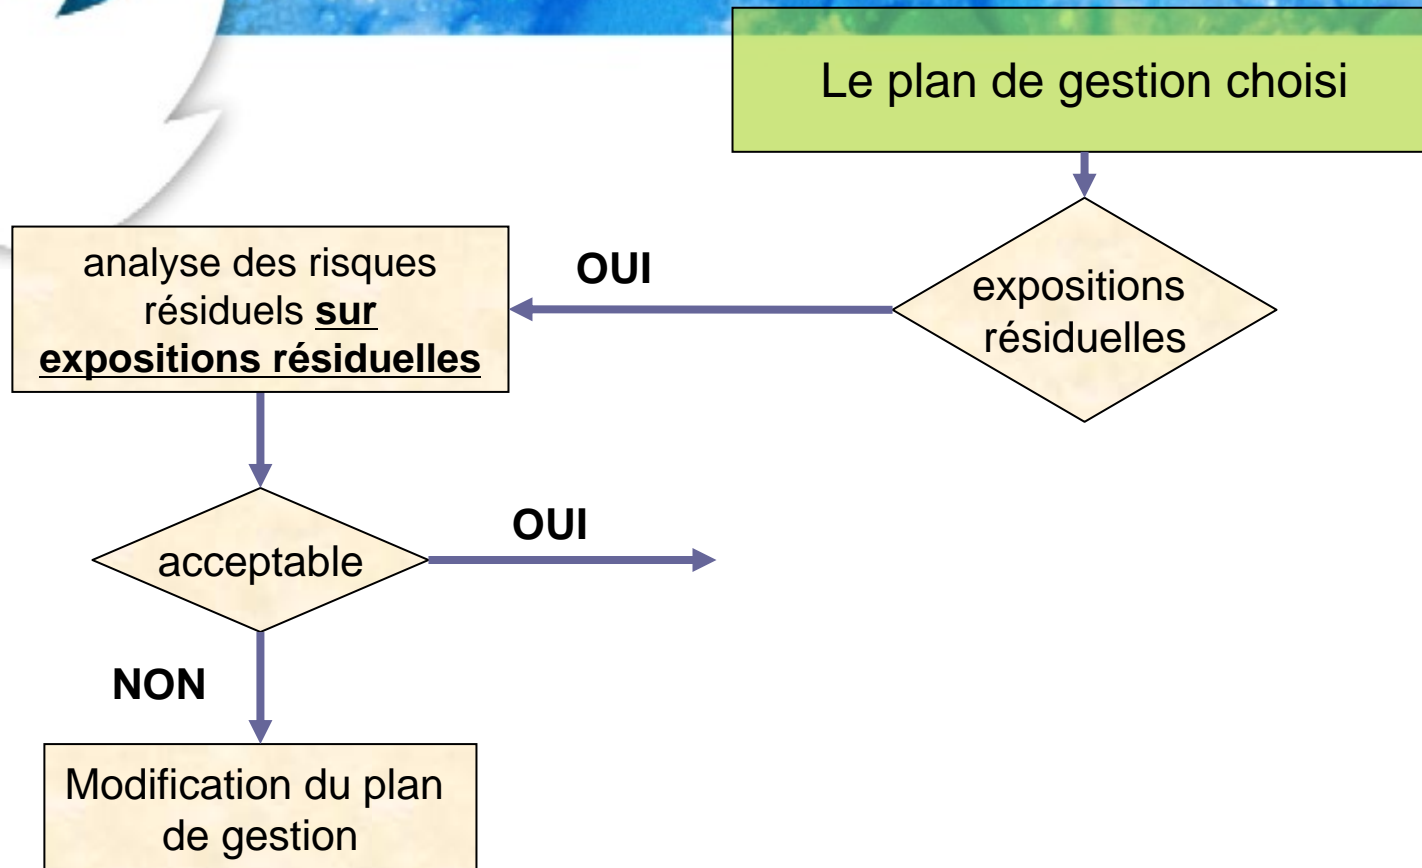 Le plan de gestion choisi
expositions
résiduelles
OUI
analyse des risques
résiduels sur
expositions résiduelles
acceptable
OUI
NON
Modification du plan
de gestion